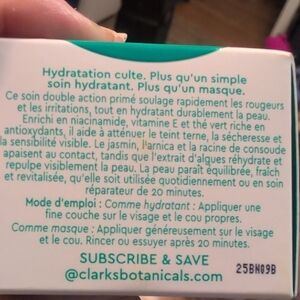 Hydratation culte. Plus qu'un simple
soin hydratant. Plus qu'un masque.
Ce soin double action primé soulage rapidement les rougeurs
et les irritations, tout en hydratant durablement la peau.
Enrichi en niacinamide, vitamine E et thé vert riche en
antioxydants, il aide à atténuer le teint terne, la sécheresse et
la sensibilité visible. Le jasmin, l'arnica et la racine de consoude
apaisent au contact, tandis que l'extrait d'algues réhydrate et
repulpe visiblement la peau. La peau paraît équilibrée, fraîch
et revitalisée, qu'elle soit utilisée quotidiennement ou en soin
réparateur de 20 minutes.
Mode d'emploi : Comme hydratant : Appliquer une
fine couche sur le visage et le cou propres.
Comme masque : Appliquer généreusement sur le visage
et le cou. Rincer ou essuyer après 20 minutes.
SUBSCRIBE & SAVE
@clarksbotanicals.com
25BN09B